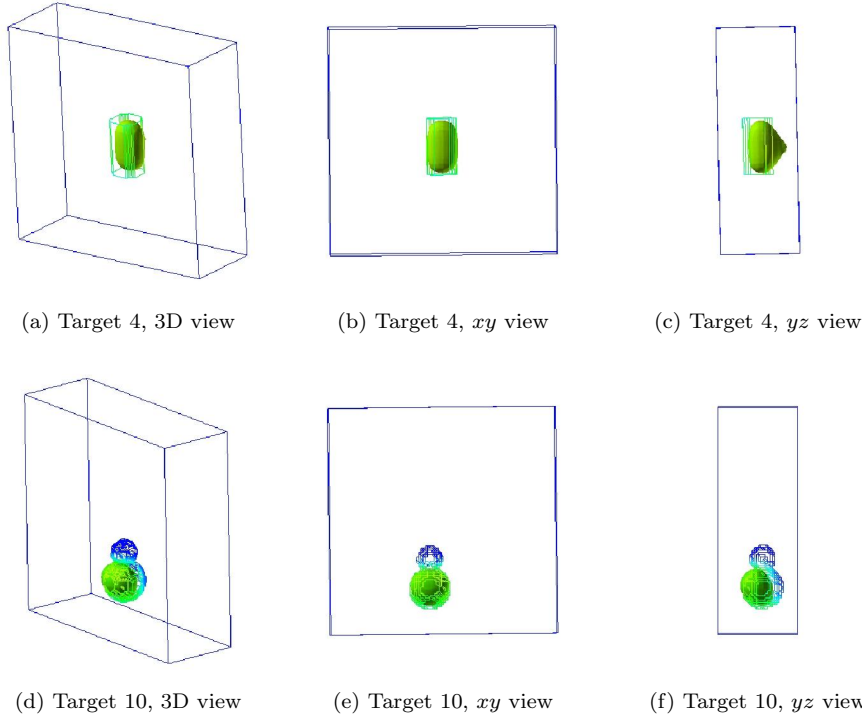 (a) Target 4, 3D view
(b) Target 4, xy view
(c) Target 4, yz view
(d) Target 10, 3D view
(e) Target 10, xy view
(f) Target 10, yz view